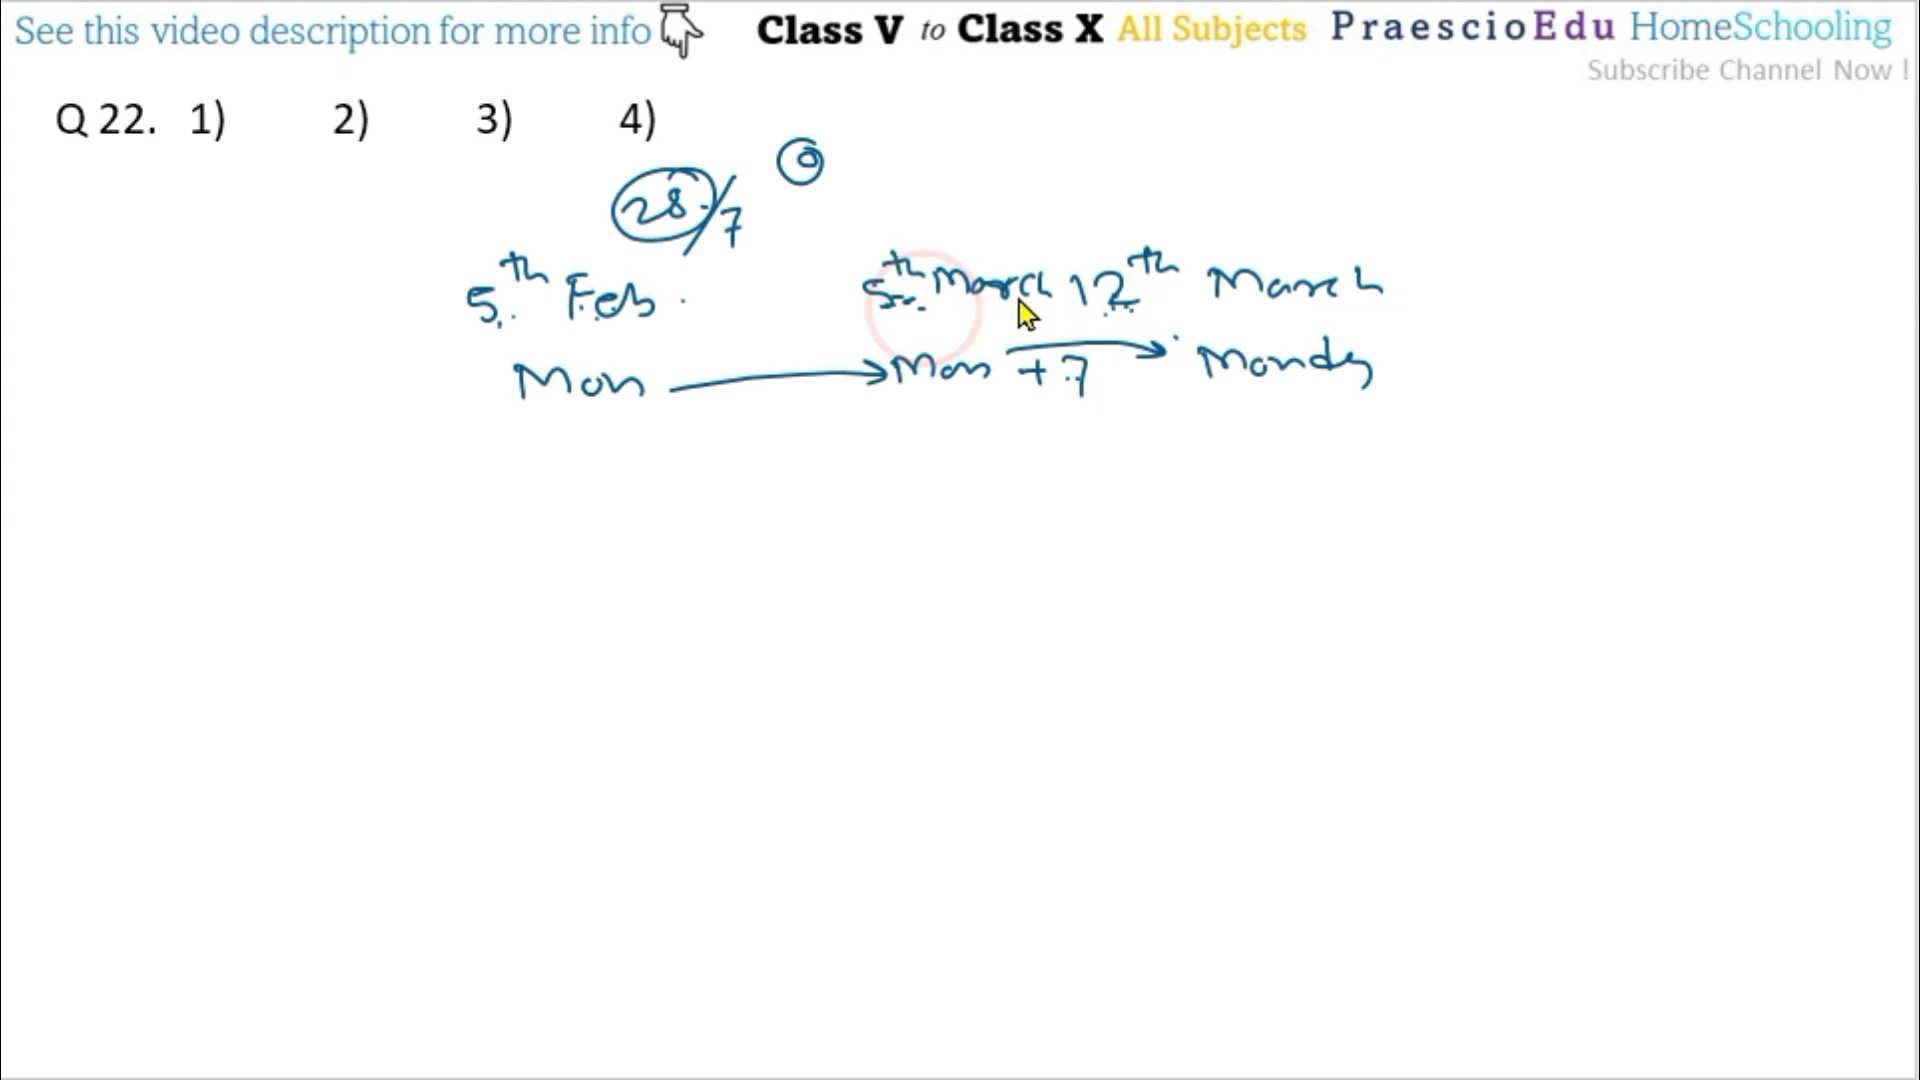 See this video description for more info Class V to Class X All Subjects PraescioEdu HomeSchooling
Subscribe Channel Now !
Q 22. 1) 2) 3) 4)
0
28/7
5th Feb 5th March 12th March
Mon Mon +7 Monday